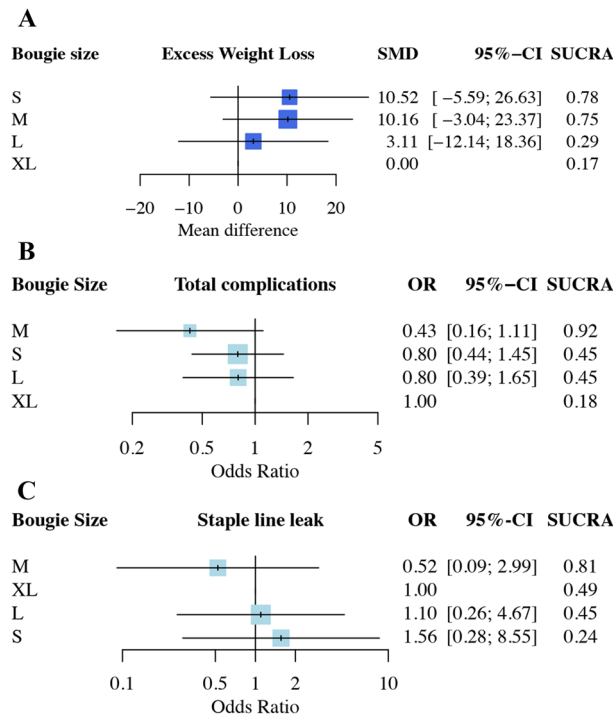 A
Bougie size Excess Weight Loss SMD 95%−CI SUCRA
S 10.52 [ −5.59; 26.63] 0.78
M 10.16 [ −3.04; 23.37] 0.75
L 3.11 [−12.14; 18.36] 0.29
XL 0.00 0.17
−20 −10 0 10 20
Mean difference
B
Bougie Size Total complications OR 95%−CI SUCRA
M 0.43 [0.16; 1.11] 0.92
S 0.80 [0.44; 1.45] 0.45
L 0.80 [0.39; 1.65] 0.45
XL 1.00 0.18
0.2 0.5 1 2 5
Odds Ratio
C
Bougie Size Staple line leak OR 95%-CI SUCRA
M 0.52 [0.09; 2.99] 0.81
XL 1.00 0.49
L 1.10 [0.26; 4.67] 0.45
S 1.56 [0.28; 8.55] 0.24
0.1 0.5 1 2 10
Odds Ratio